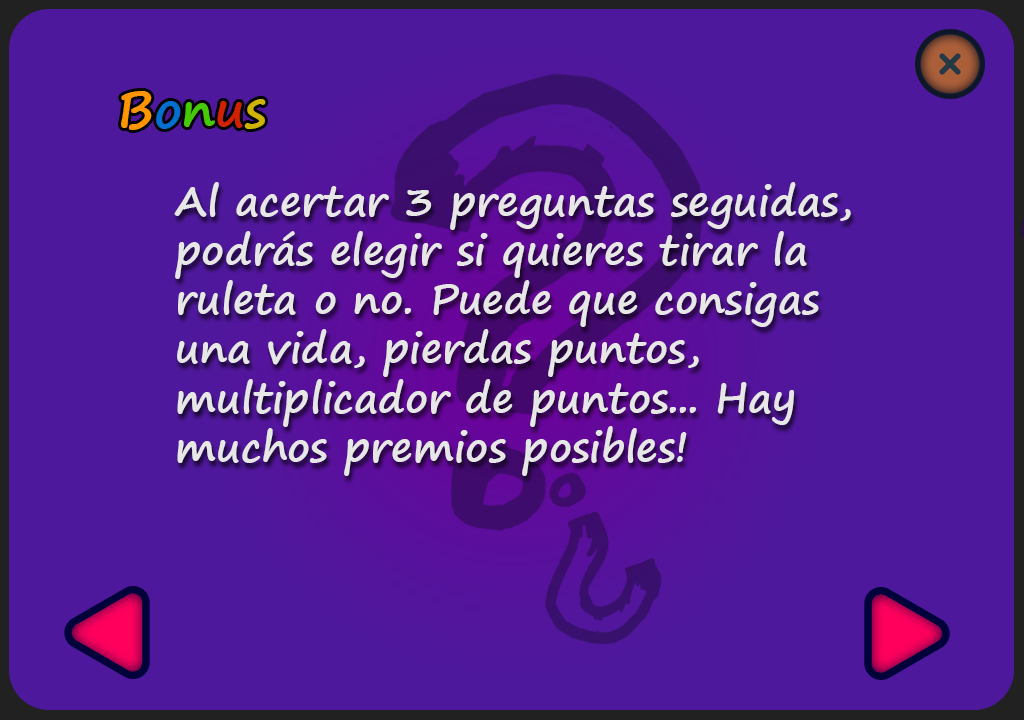 Bonus
Al acertar 3 preguntas seguidas,
podrás elegir si quieres tirar la
ruleta o no. Puede que consigas
una vida, pierdas puntos,
multiplicador de puntos... Hay
muchos premios posibles!